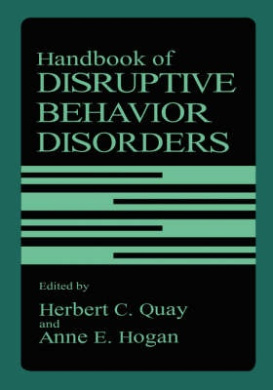 Handbook of
DISRUPTIVE
BEHAVIOR
DISORDERS
Edited by
Herbert C. Quay
and
Anne E. Hogan